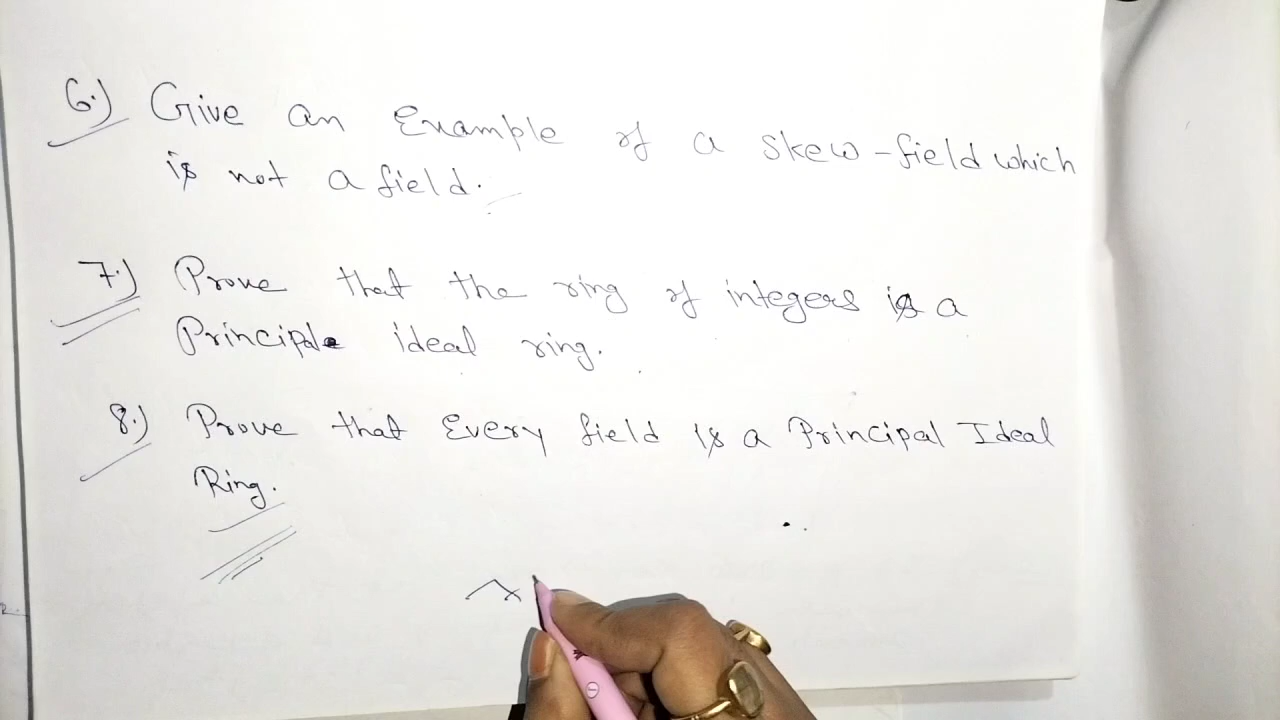 6.) Give an Example of a skew-field which
is not a field.
7.) Prove that the ring of integers is a
Principle ideal ring.
8.) Prove that Every field is a Principal Ideal
Ring.